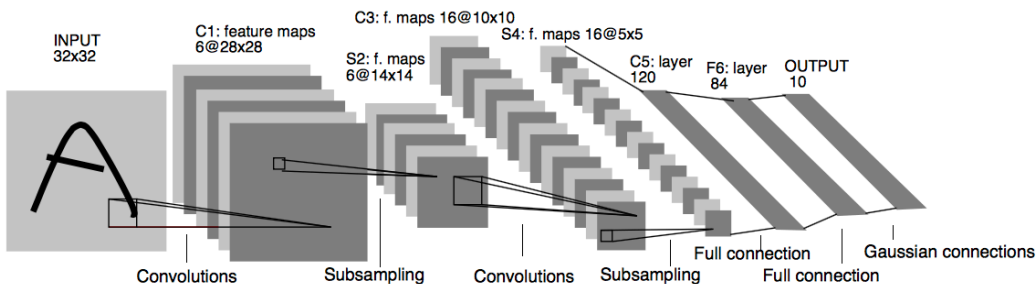 INPUT
32x32
C1: feature maps
6@28x28
S2: f. maps
6@14x14
C3: f. maps 16@10x10
S4: f. maps 16@5x5
C5: layer
120
F6: layer
84
OUTPUT
10
A
Convolutions
Subsampling
Convolutions
Subsampling
Full connection
Full connection
Gaussian connections